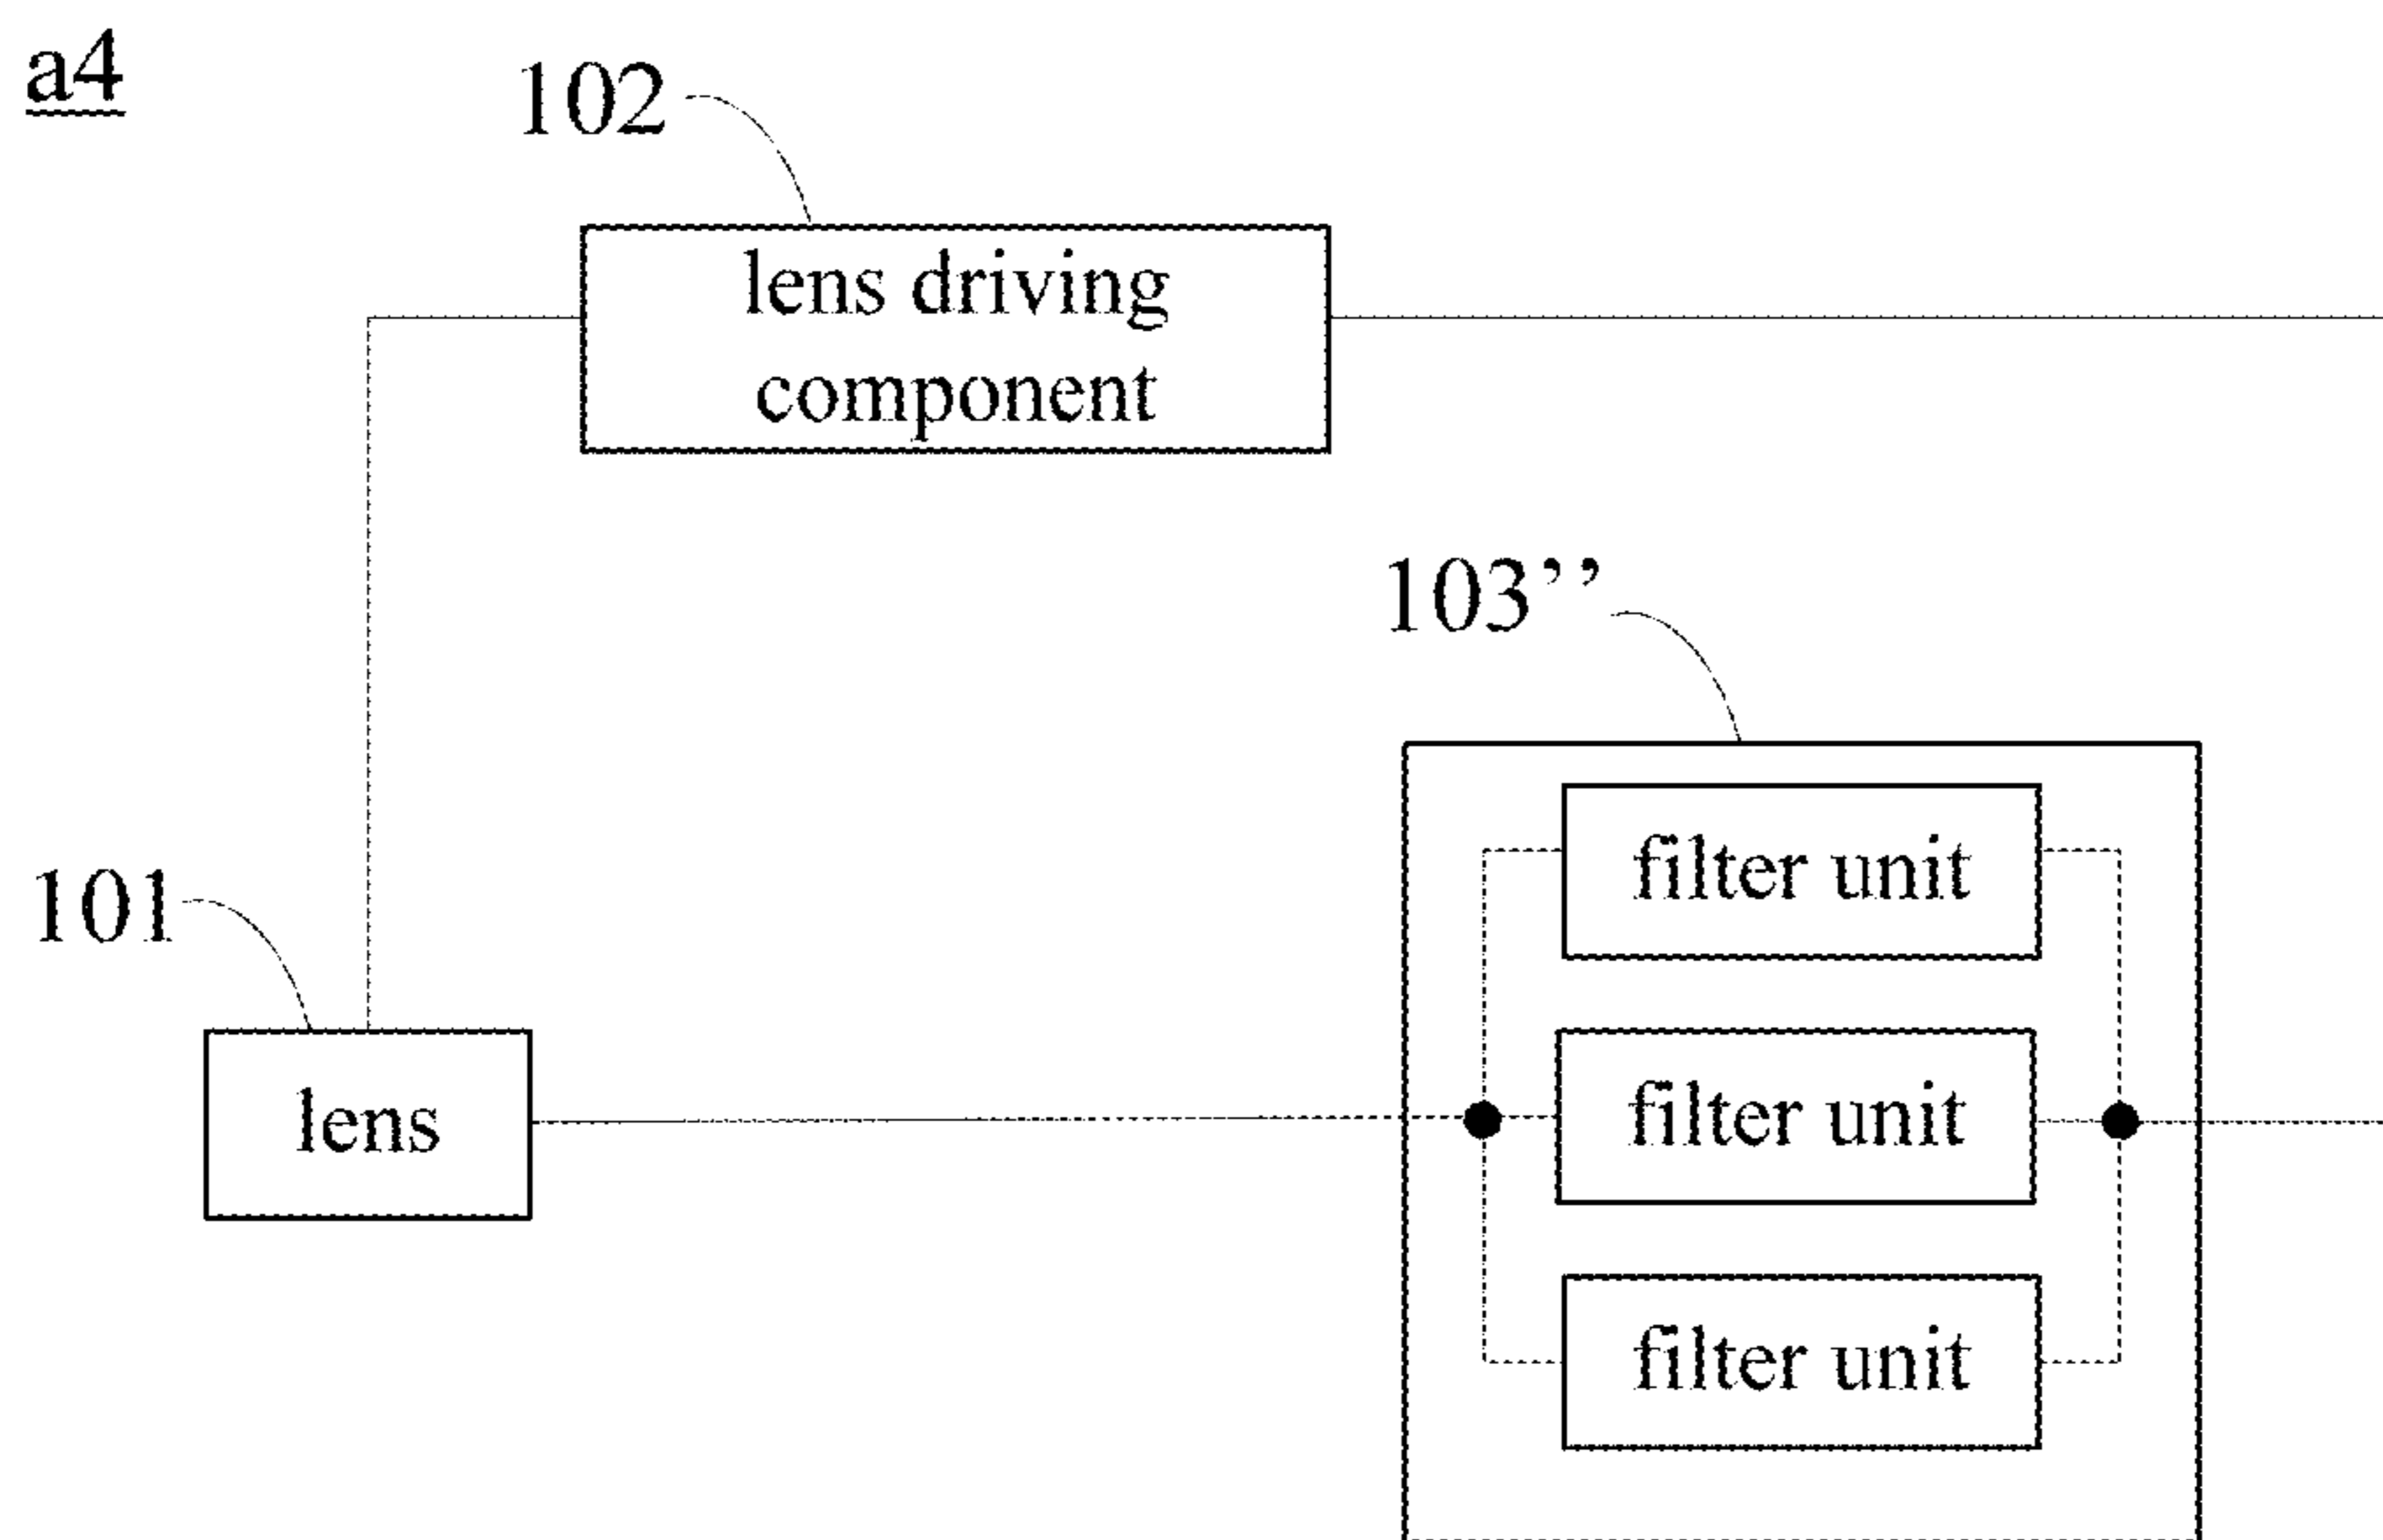 a4
102
lens driving
component
103’’
filter unit
101
lens
filter unit
filter unit